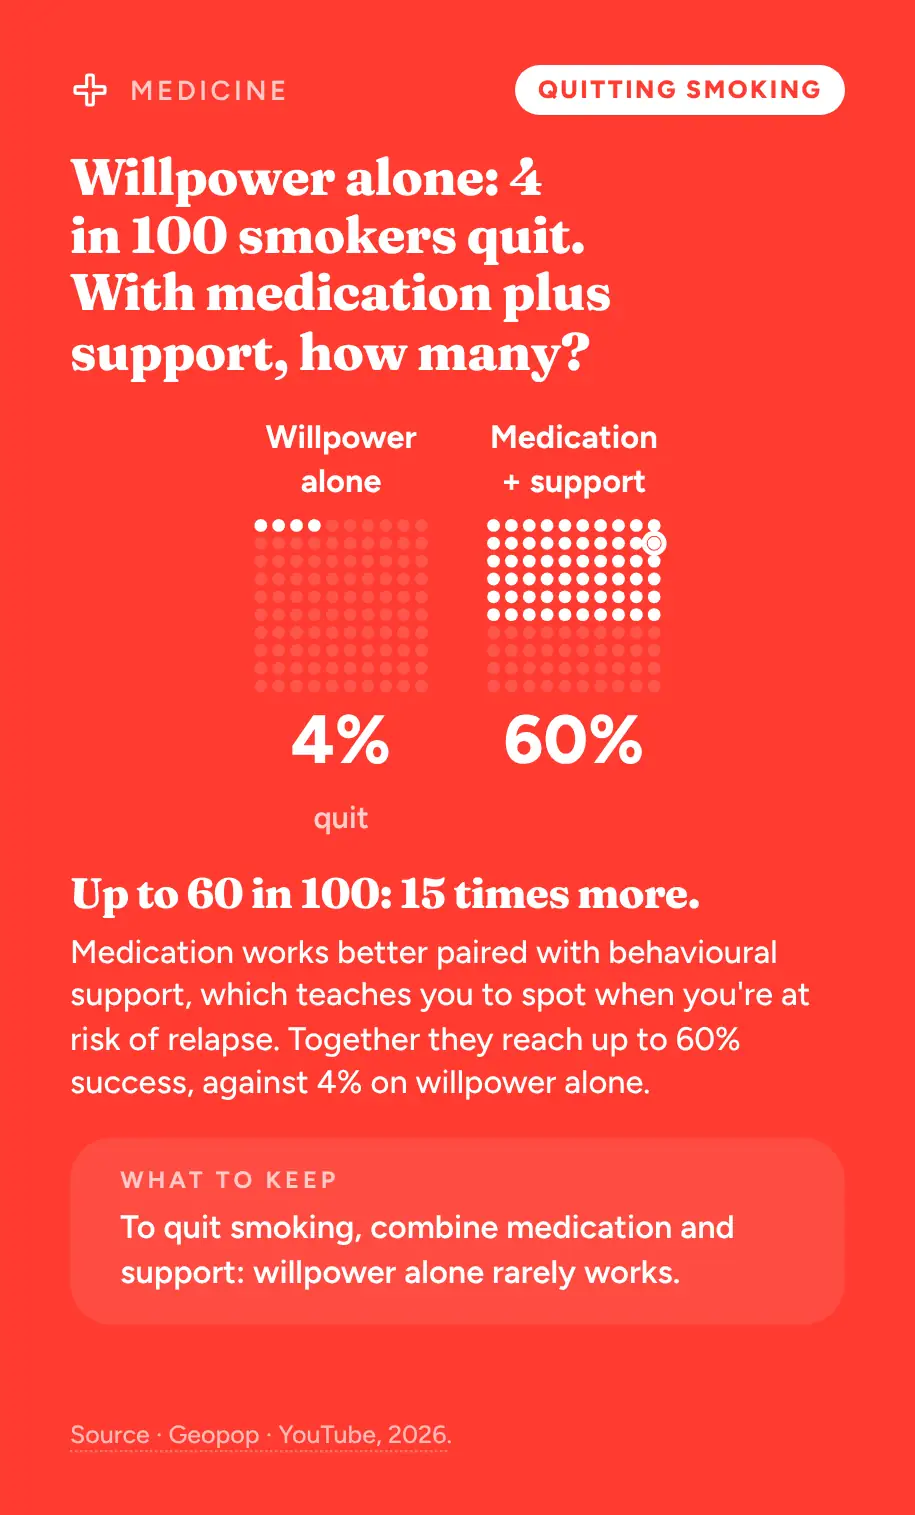 MEDICINE
QUITTING SMOKING
Willpower alone: 4
in 100 smokers quit.
With medication plus
support, how many?
Willpower
alone
Medication
+ support
4%
60%
quit
Up to 60 in 100: 15 times more.
Medication works better paired with behavioural
support, which teaches you to spot when you're at
risk of relapse. Together they reach up to 60%
success, against 4% on willpower alone.
WHAT TO KEEP
To quit smoking, combine medication and
support: willpower alone rarely works.
Source · Geopop · YouTube, 2026.